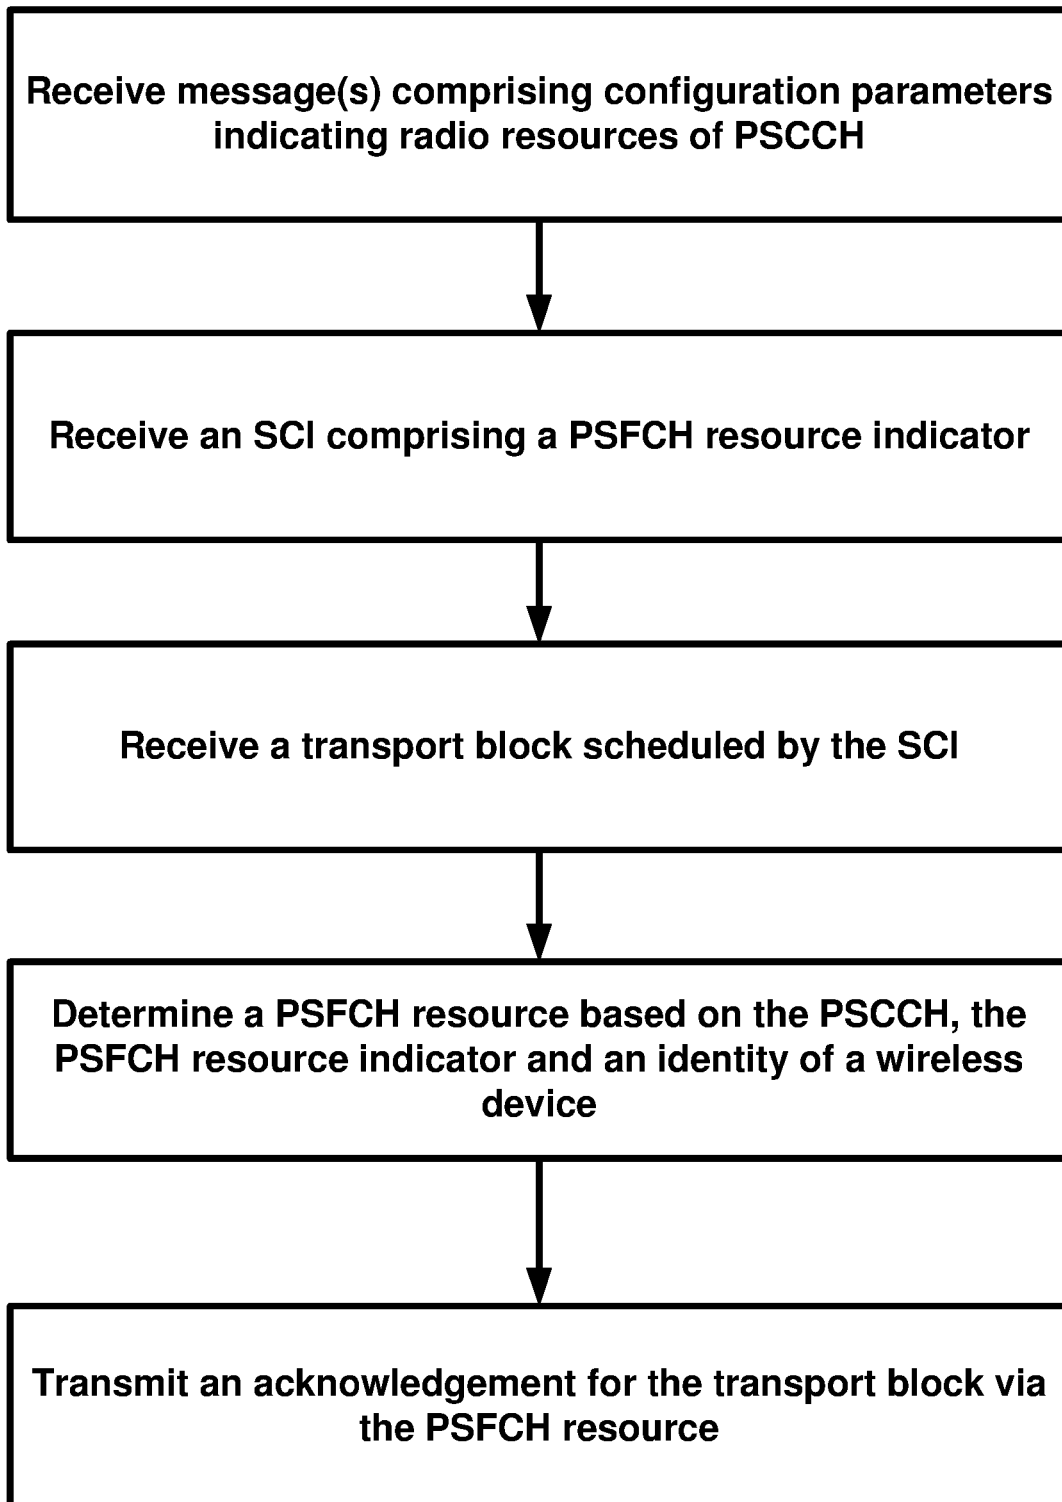 Receive message(s) comprising configuration parameters
indicating radio resources of PSCCH
Receive an SCI comprising a PSFCH resource indicator
Receive a transport block scheduled by the SCI
Determine a PSFCH resource based on the PSCCH, the
PSFCH resource indicator and an identity of a wireless
device
Transmit an acknowledgement for the transport block via
the PSFCH resource